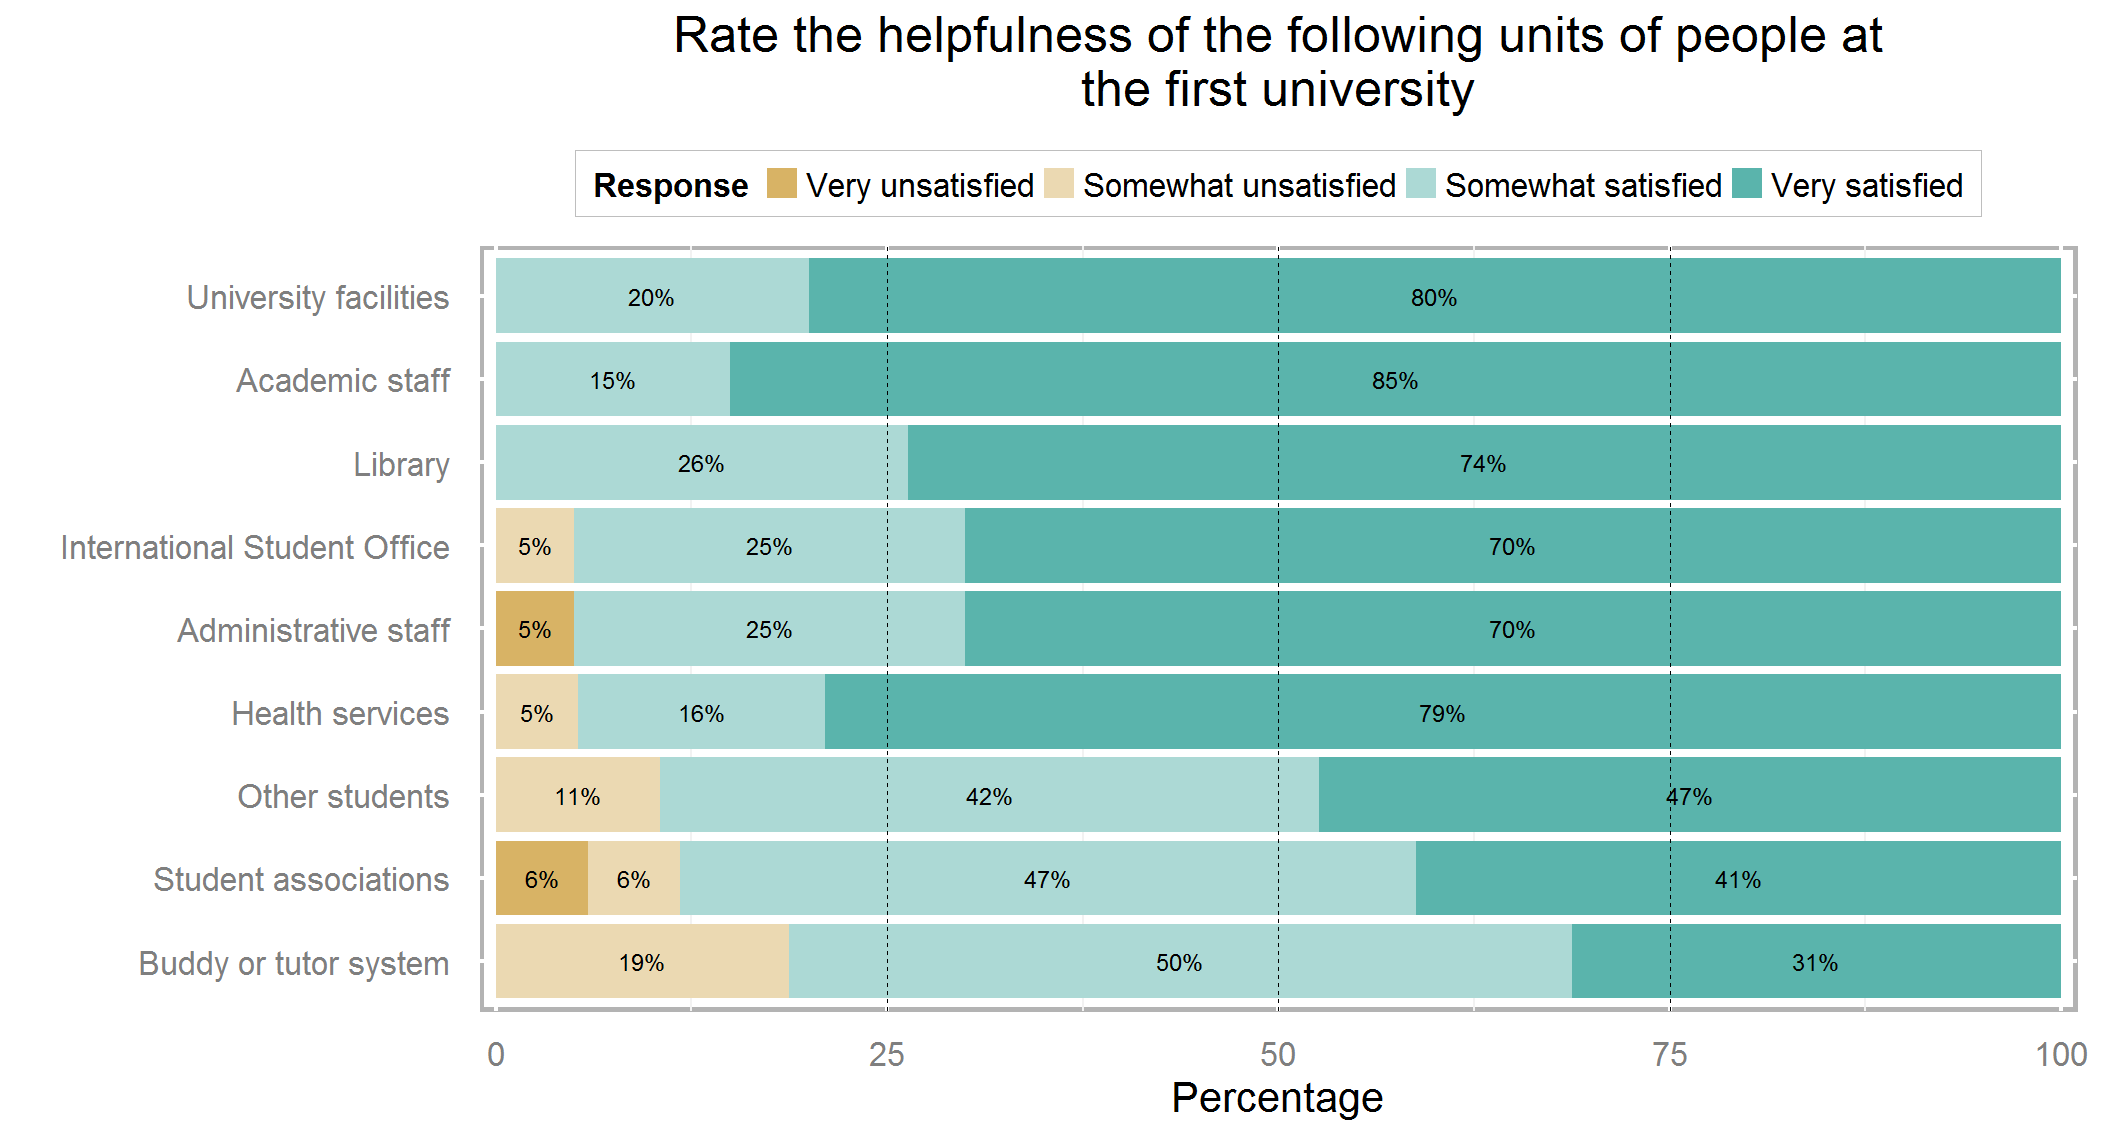 Rate the helpfulness of the following units of people at
the first university
Response Very unsatisfied Somewhat unsatisfied Somewhat satisfied Very satisfied
University facilities 20% 80%
Academic staff 15% 85%
Library 26% 74%
International Student Office 5% 25% 70%
Administrative staff 5% 25% 70%
Health services 5% 16% 79%
Other students 11% 42% 47%
Student associations 6% 6% 47% 41%
Buddy or tutor system 19% 50% 31%
0 25 50 75 100
Percentage